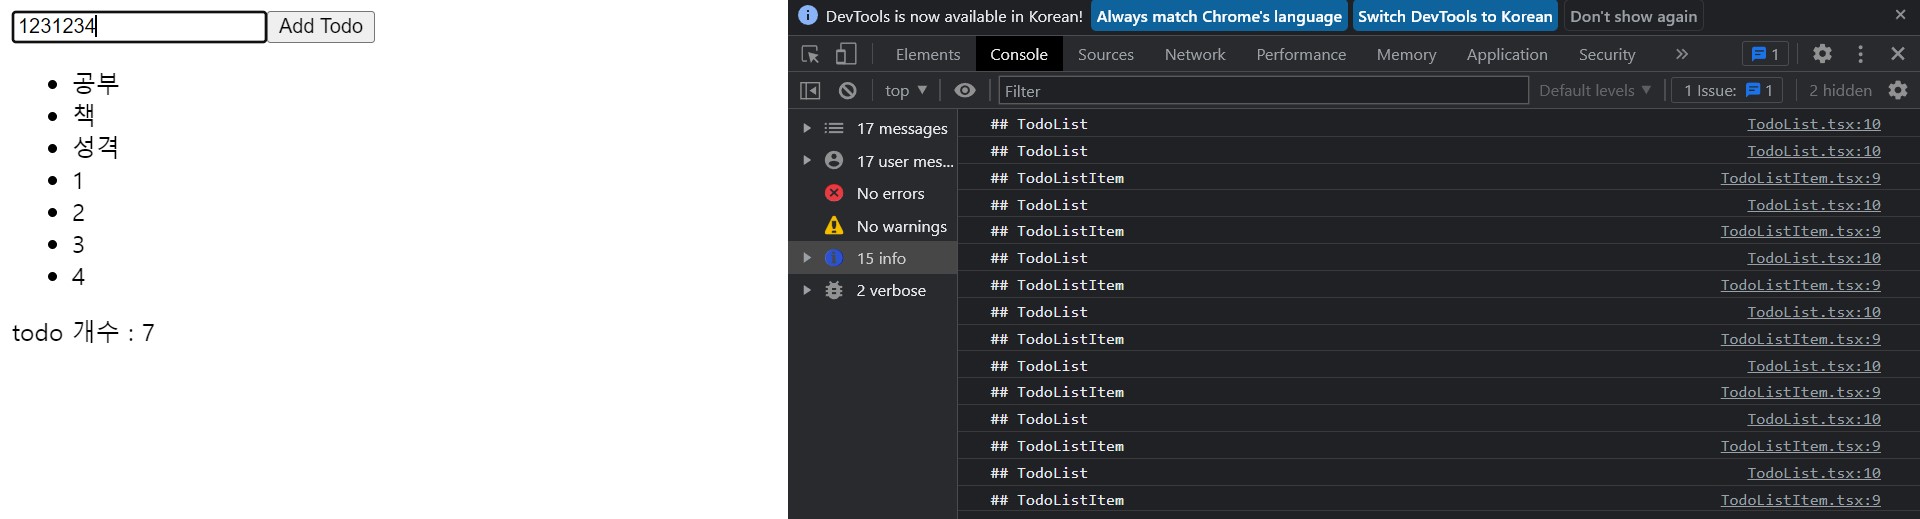 1231234 Add Todo
공부
책
성격
1
2
3
4
todo 개수 : 7
DevTools is now available in Korean! Always match Chrome's language Switch DevTools to Korean Don't show again
Elements Console Sources Network Performance Memory Application Security » 1
top ▼ Filter Default levels ▼ 1 Issue: 1 2 hidden
17 messages
17 user mes...
No errors
No warnings
15 info
2 verbose
## TodoList TodoList.tsx:10
## TodoList TodoList.tsx:10
## TodoListItem TodoListItem.tsx:9
## TodoList TodoList.tsx:10
## TodoListItem TodoListItem.tsx:9
## TodoList TodoList.tsx:10
## TodoListItem TodoListItem.tsx:9
## TodoList TodoList.tsx:10
## TodoListItem TodoListItem.tsx:9
## TodoList TodoList.tsx:10
## TodoListItem TodoListItem.tsx:9
## TodoList TodoList.tsx:10
## TodoListItem TodoListItem.tsx:9
## TodoList TodoList.tsx:10
## TodoListItem TodoListItem.tsx:9